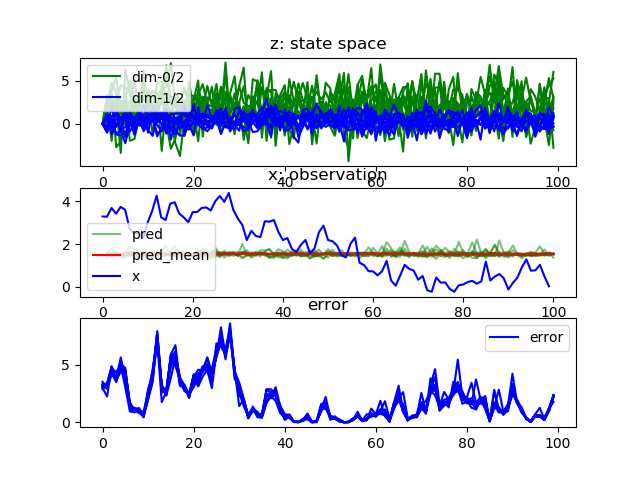 z: state space
dim-0/2
dim-1/2
5
0
0 20 40 60 80 100
x: observation
pred
pred_mean
x
4
2
0
0 20 40 60 80 100
error
error
5
0
0 20 40 60 80 100